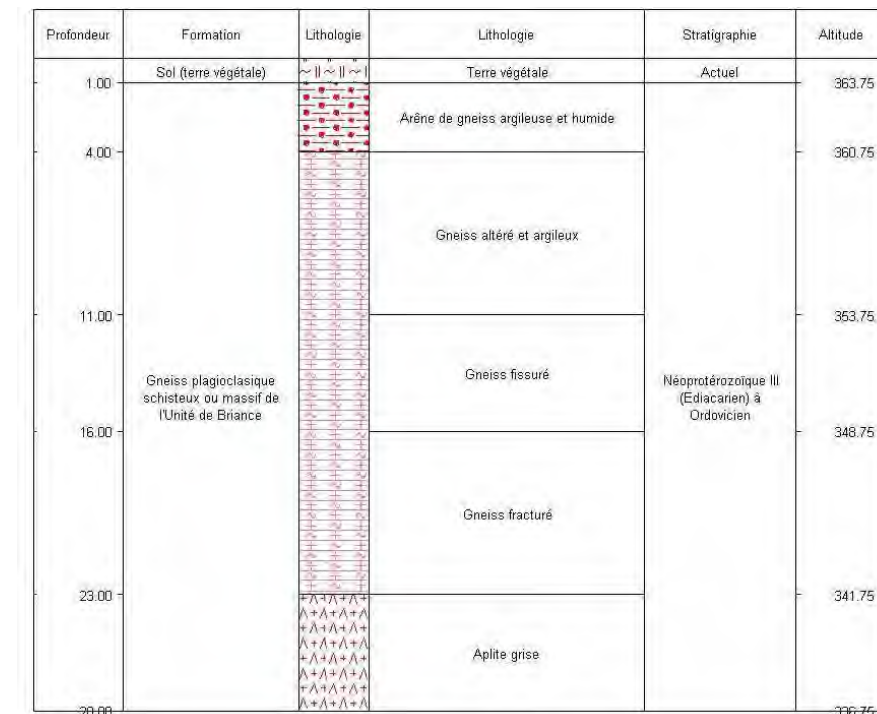 Profondeur Formation Lithologie Lithologie Stratigraphie Altitude
Sol (terre végétale) Terre végétale Actuel
1.00 363.75
Arêne de gneiss argileuse et humide
4.00 360.75
Gneiss altéré et argileux
11.00 353.75
Gneiss fissuré
Gneiss plagioclasique
schisteux ou massif de
l'Unité de Briance
Néoprotérozoïque III
(Ediacarien) à
Ordovicien
16.00 348.75
Gneiss fracturé
23.00 341.75
Aplite grise